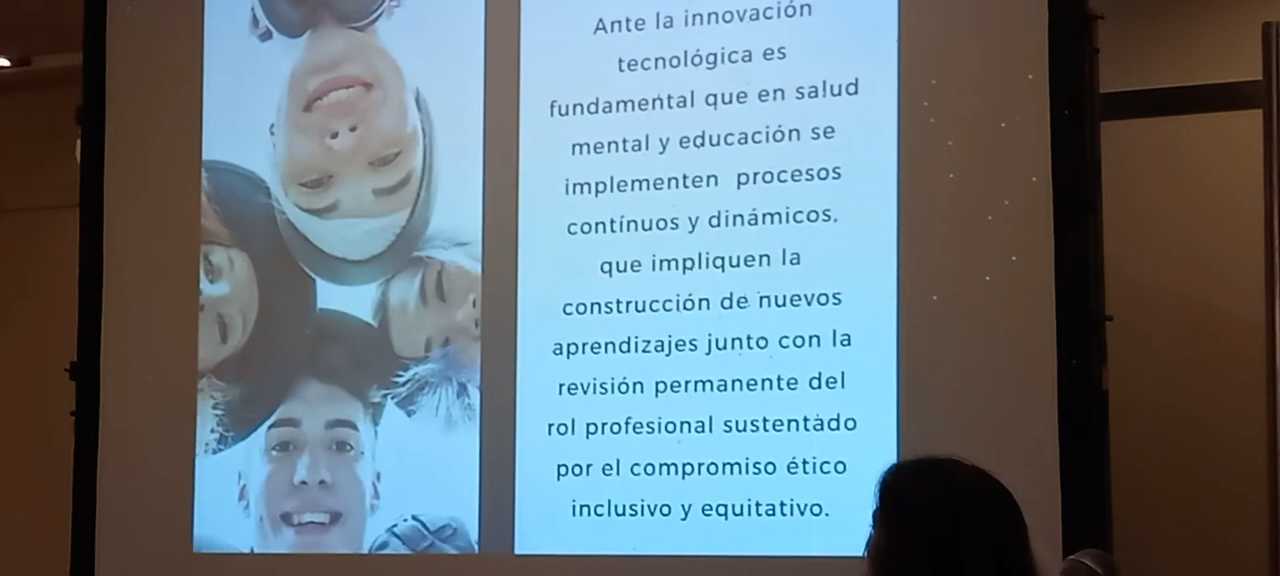 Ante la innovación
tecnológica es
fundamental que en salud
mental y educación se
implementen procesos
contínuos y dinámicos.
que impliquen la
construcción de nuevos
aprendizajes junto con la
revisión permanente del
rol profesional sustentado
por el compromiso ético
inclusivo y equitativo.